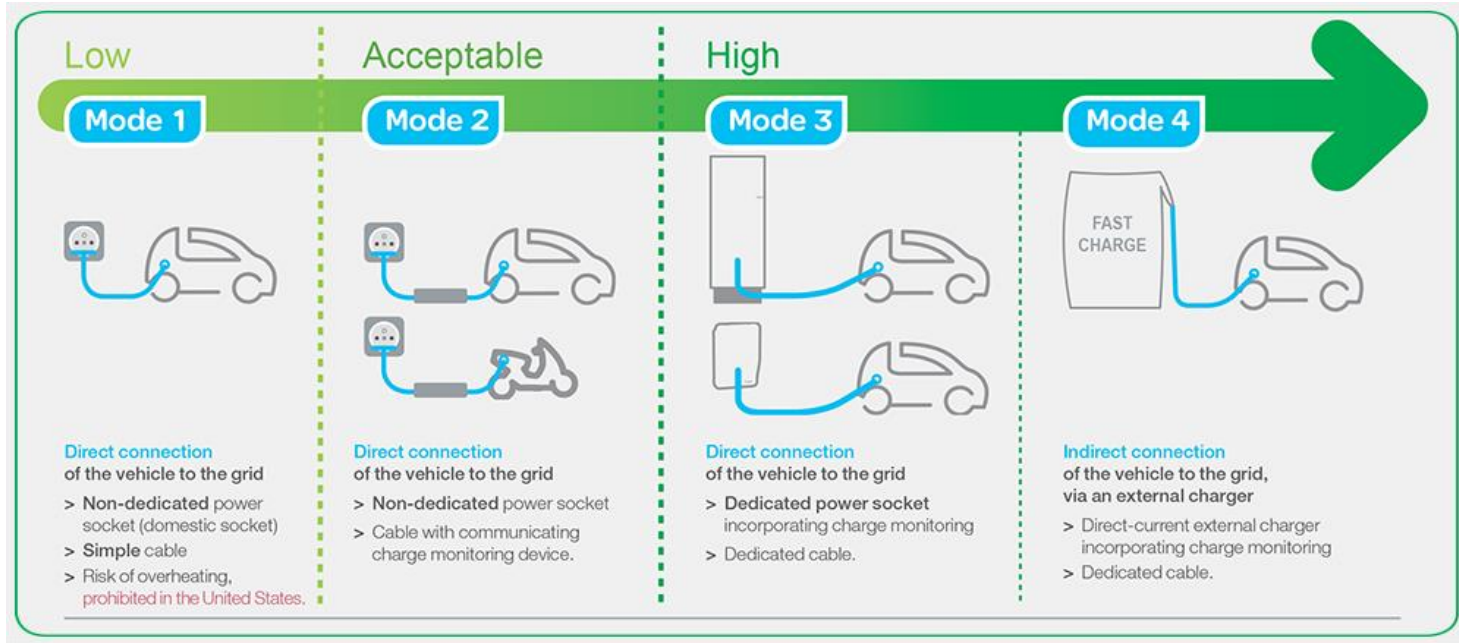 Low
Acceptable
High
Mode 1
Mode 2
Mode 3
Mode 4
FAST
CHARGE
Direct connection
of the vehicle to the grid
> Non-dedicated power
socket (domestic socket)
> Simple cable
> Risk of overheating,
prohibited in the United States.
Direct connection
of the vehicle to the grid
> Non-dedicated power socket
> Cable with communicating
charge monitoring device.
Direct connection
of the vehicle to the grid
> Dedicated power socket
incorporating charge monitoring
> Dedicated cable.
Indirect connection
of the vehicle to the grid,
via an external charger
> Direct-current external charger
incorporating charge monitoring
> Dedicated cable.